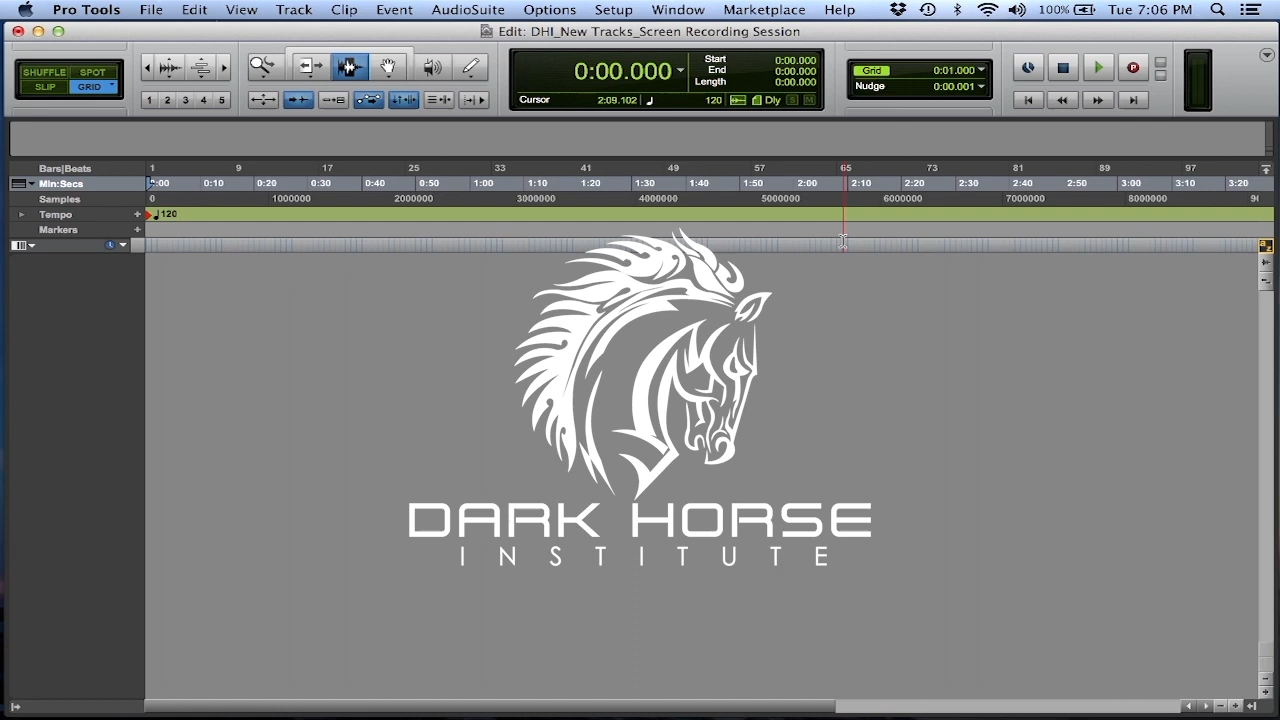 Pro Tools File Edit View Track Clip Event AudioSuite Options Setup Window Marketplace Help 100% Tue 7:06 PM
Edit: DHI_New Tracks_Screen Recording Session
SHUFFLE SPOT
SLIP GRID
1 2 3 4 5
0:00.000
Start 0:00.000
End 0:00.000
Length 0:00.000
Cursor 2:09.102 120 Dly S M
Grid 0:01.000
Nudge 0:00.001
Bars|Beats 1 9 17 25 33 41 49 57 65 73 81 89 97
Min:Secs 0:00 0:10 0:20 0:30 0:40 0:50 1:00 1:10 1:20 1:30 1:40 1:50 2:00 2:10 2:20 2:30 2:40 2:50 3:00 3:10 3:20
Samples 0 1000000 2000000 3000000 4000000 5000000 6000000 7000000 8000000
Tempo 120
Markers
DARK HORSE
INSTITUTE